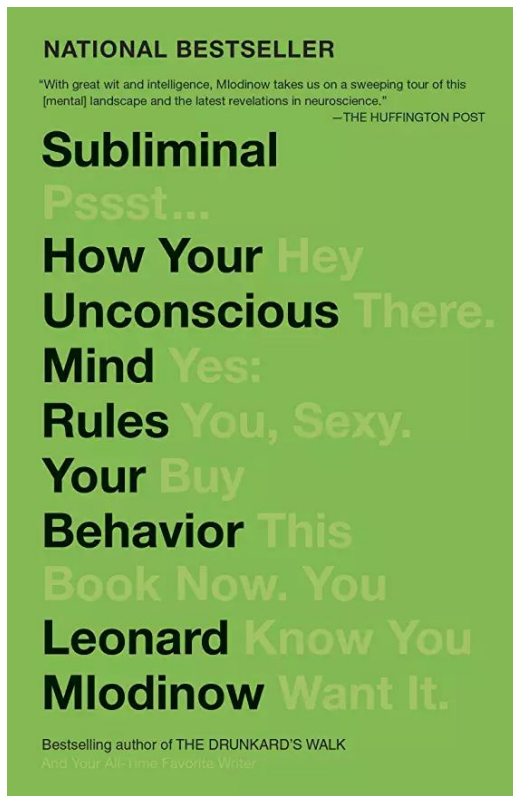 NATIONAL BESTSELLER
“With great wit and intelligence, Mlodinow takes us on a sweeping tour of this
[mental] landscape and the latest revelations in neuroscience.”
—THE HUFFINGTON POST
Subliminal
Pssst...
How Your Hey
Unconscious There.
Mind Yes:
Rules You, Sexy.
Your Buy
Behavior This
Book Now. You
Leonard Know You
Mlodinow Want It.
Bestselling author of THE DRUNKARD’S WALK
And Your All-Time Favorite Writer